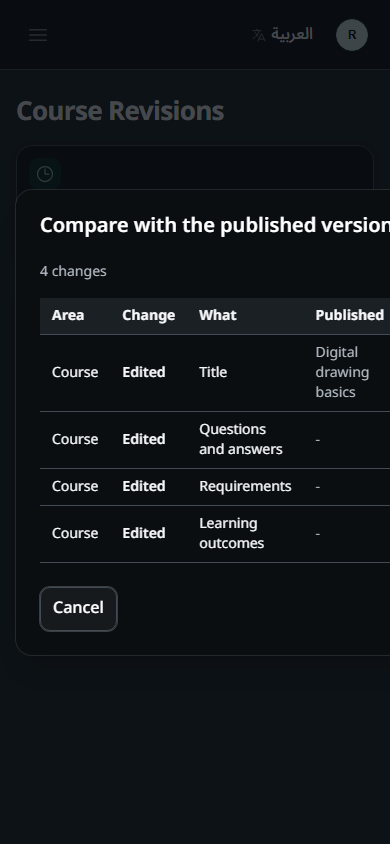 العربية
R
Course Revisions
Compare with the published version
4 changes
Area Change What Published
Course Edited Title Digital drawing basics
Course Edited Questions and answers -
Course Edited Requirements -
Course Edited Learning outcomes -
Cancel